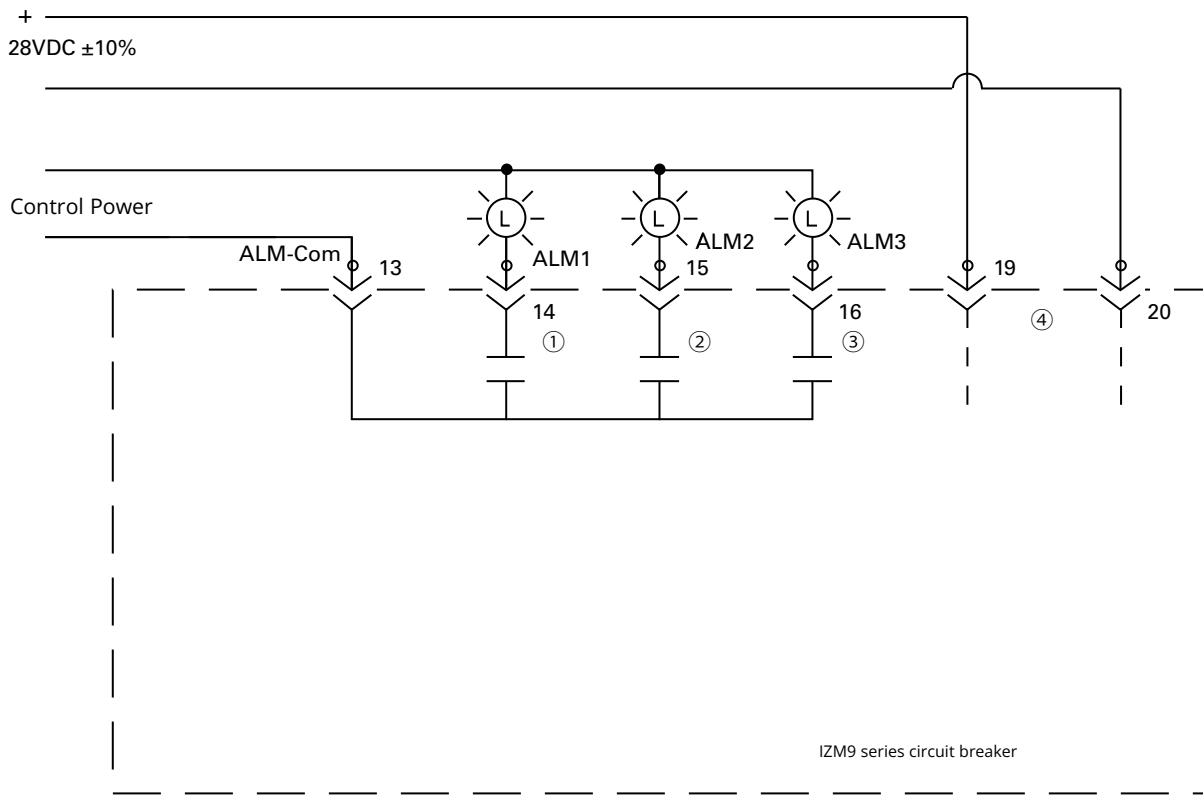 +
28VDC ±10%
Control Power
L
L
L
ALM-Com
13
ALM1
14
①
ALM2
15
②
ALM3
16
③
19
④
20
IZM9 series circuit breaker